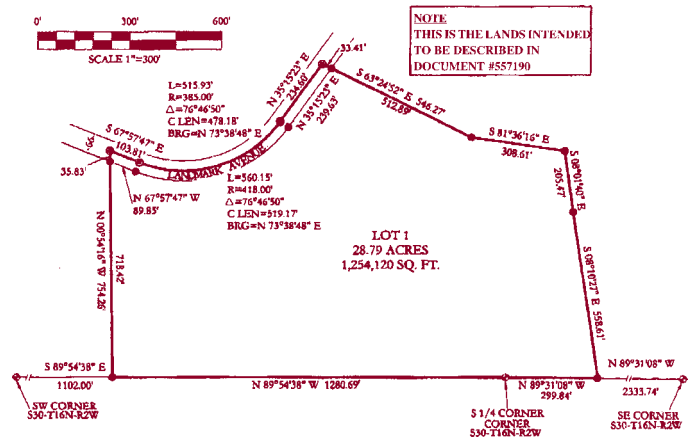 0' 300' 600'
SCALE 1"=300'
NOTE
THIS IS THE LANDS INTENDED
TO BE DESCRIBED IN
DOCUMENT #557190
33.41'
N 35°15'23" E
234.60'
N 35°15'23" E
239.63'
S 63°24'52" E 546.27'
512.89'
S 81°36'16" E
308.61'
S 08°01'40" E
205.47'
S 08°10'27" E 558.61'
L=515.93'
R=385.00'
Δ=76°46'50"
C LEN=478.18'
BRG=N 73°38'48" E
S 67°57'47" E
103.81'
66'
35.83'
LANDMARK AVENUE
N 67°57'47" W
89.85'
L=560.15'
R=418.00'
Δ=76°46'50"
C LEN=519.17'
BRG=N 73°38'48" E
N 00°54'16" W 754.26'
718.42'
LOT 1
28.79 ACRES
1,254,120 SQ. FT.
S 89°54'38" E
1102.00'
N 89°54'38" W 1280.69'
N 89°31'08" W
299.84'
N 89°31'08" W
2333.74'
SW CORNER
S30-T16N-R2W
S 1/4 CORNER
CORNER
S30-T16N-R2W
SE CORNER
S30-T16N-R2W